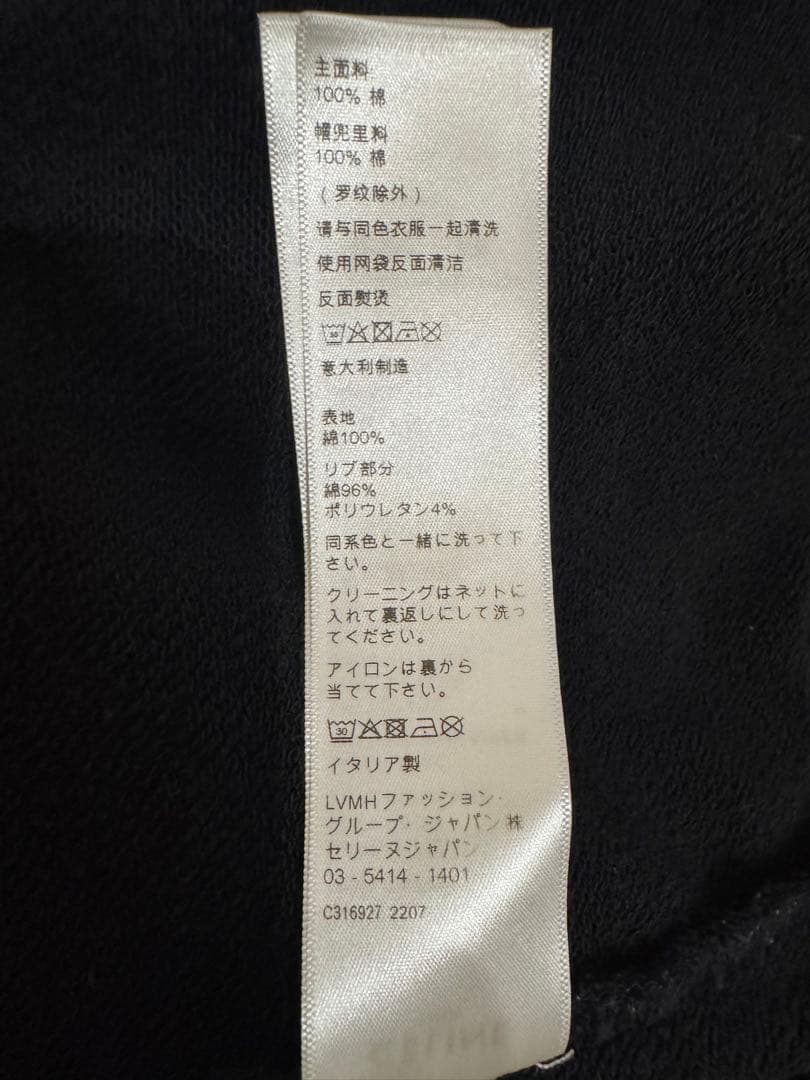 主面料
100% 棉
帽兜里料
100% 棉
（罗纹除外）
请与同色衣服一起清洗
使用网袋反面清洁
反面熨烫
30
意大利制造
表地
綿100%
リブ部分
綿96%
ポリウレタン4%
同系色と一緒に洗って下
さい。
クリーニングはネットに
入れて裏返しにして洗っ
てください。
アイロンは裏から
当てて下さい。
30
イタリア製
LVMHファッション・
グループ・ジャパン株
セリーヌジャパン
03 - 5414 - 1401
C316927 2207